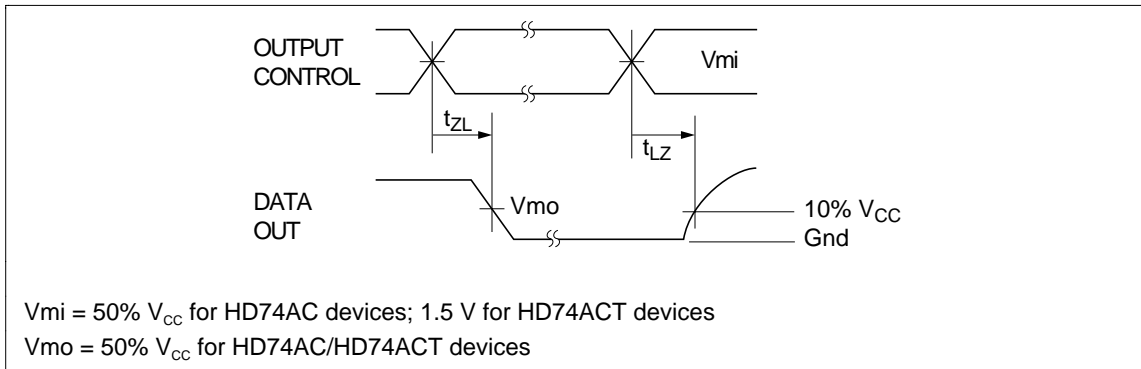 OUTPUT
CONTROL
Vmi
tZL
tLZ
DATA
OUT
Vmo
10% VCC
Gnd
Vmi = 50% VCC for HD74AC devices; 1.5 V for HD74ACT devices
Vmo = 50% VCC for HD74AC/HD74ACT devices